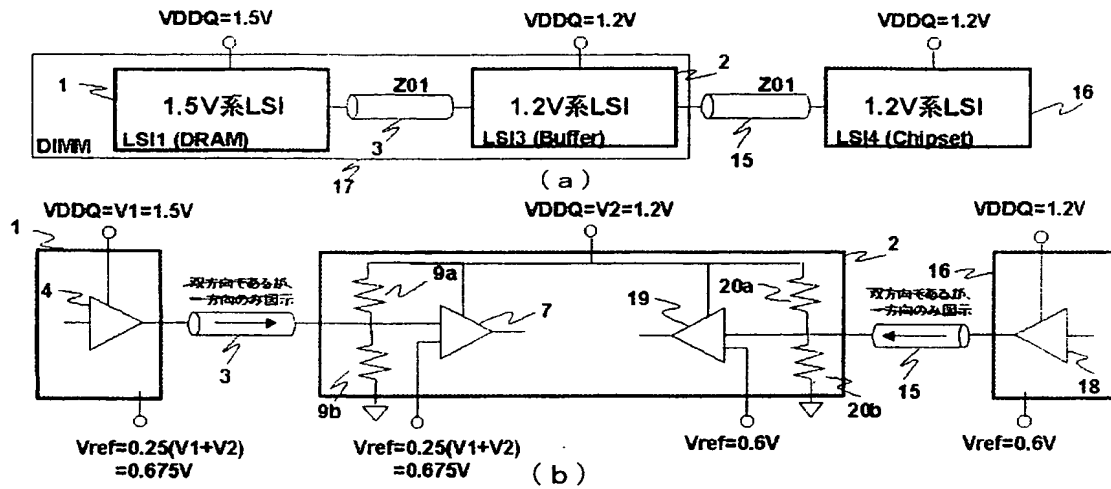 VDDQ=1.5V
VDDQ=1.2V
VDDQ=1.2V
1
1.5V系LSI
LSI1 (DRAM)
Z01
3
2
1.2V系LSI
LSI3 (Buffer)
Z01
15
1.2V系LSI
LSI4 (Chipset)
16
DIMM
17
(a)
VDDQ=V1=1.5V
VDDQ=V2=1.2V
VDDQ=1.2V
1
4
双方向であるが、
一方向のみ図示
3
9a
9b
7
19
20a
20b
2
双方向であるが、
一方向のみ図示
15
16
18
Vref=0.25(V1+V2)
=0.675V
Vref=0.25(V1+V2)
=0.675V
Vref=0.6V
Vref=0.6V
(b)